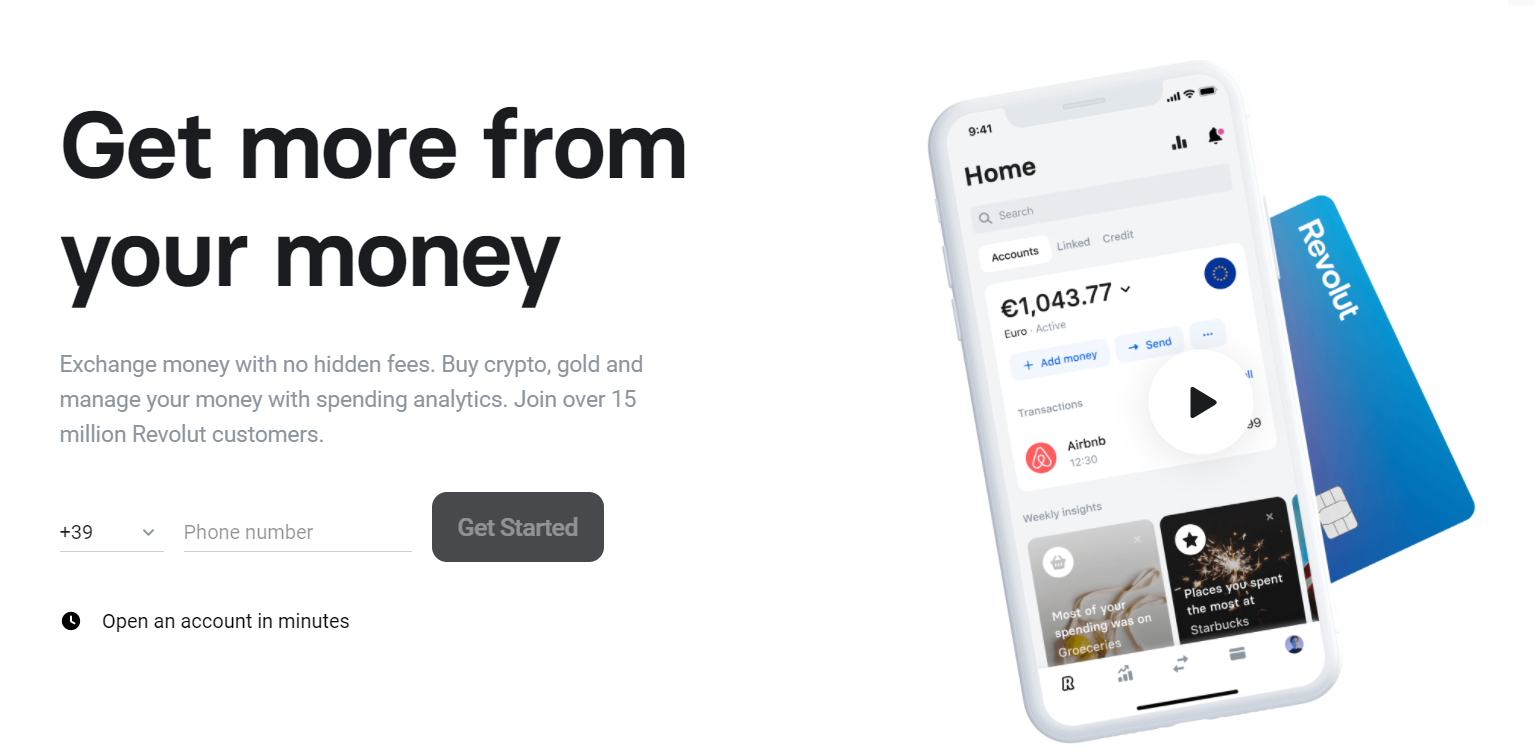 Get more from
your money
Exchange money with no hidden fees. Buy crypto, gold and
manage your money with spending analytics. Join over 15
million Revolut customers.
+39
Phone number
Get Started
Open an account in minutes
9:41
Home
Search
Accounts Linked Credit
€1,043.77
Euro · Active
+ Add money
→ Send
···
Transactions
Airbnb
12:30
99
Weekly insights
Most of your
spending was on
Groeceries
Places you spent
the most at
Starbucks
R
Revolut